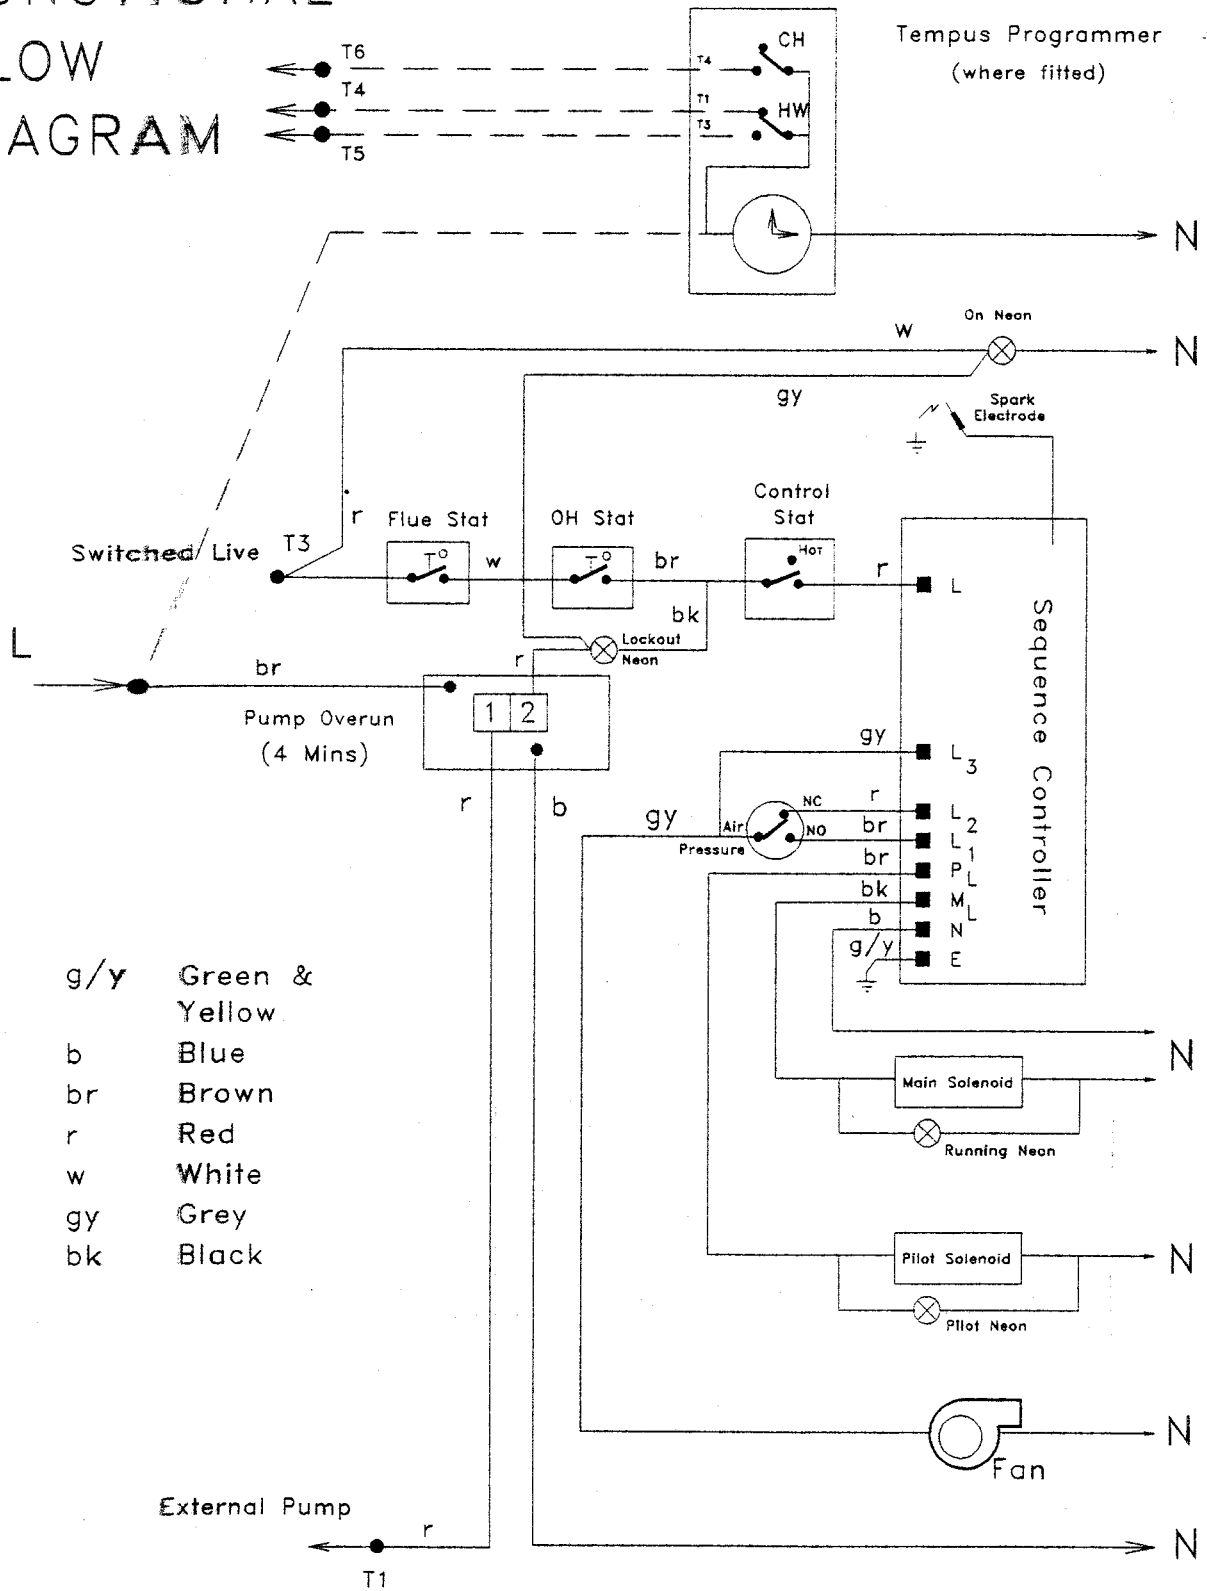 LOW
AGRAM
T6
T4
T5
T4
T1
T3
CH
HW
Tempus Programmer
(where fitted)
N
On Neon
w
N
gy
Spark
Electrode
r
Flue Stat
OH Stat
Control
Stat
Switched Live
T3
T°
w
T°
br
HOT
r
L
bk
Lockout
Neon
r
L
br
1 2
Pump Overun
(4 Mins)
r
b
Sequence Controller
gy
L3
gy
Air
Pressure
NC
NO
r
L2
br
L1
br
PL
bk
ML
b
N
g/y
E
g/y Green &
Yellow
b Blue
br Brown
r Red
w White
gy Grey
bk Black
N
Main Solenoid
Running Neon
Pilot Solenoid
N
Pilot Neon
N
Fan
External Pump
r
T1
N